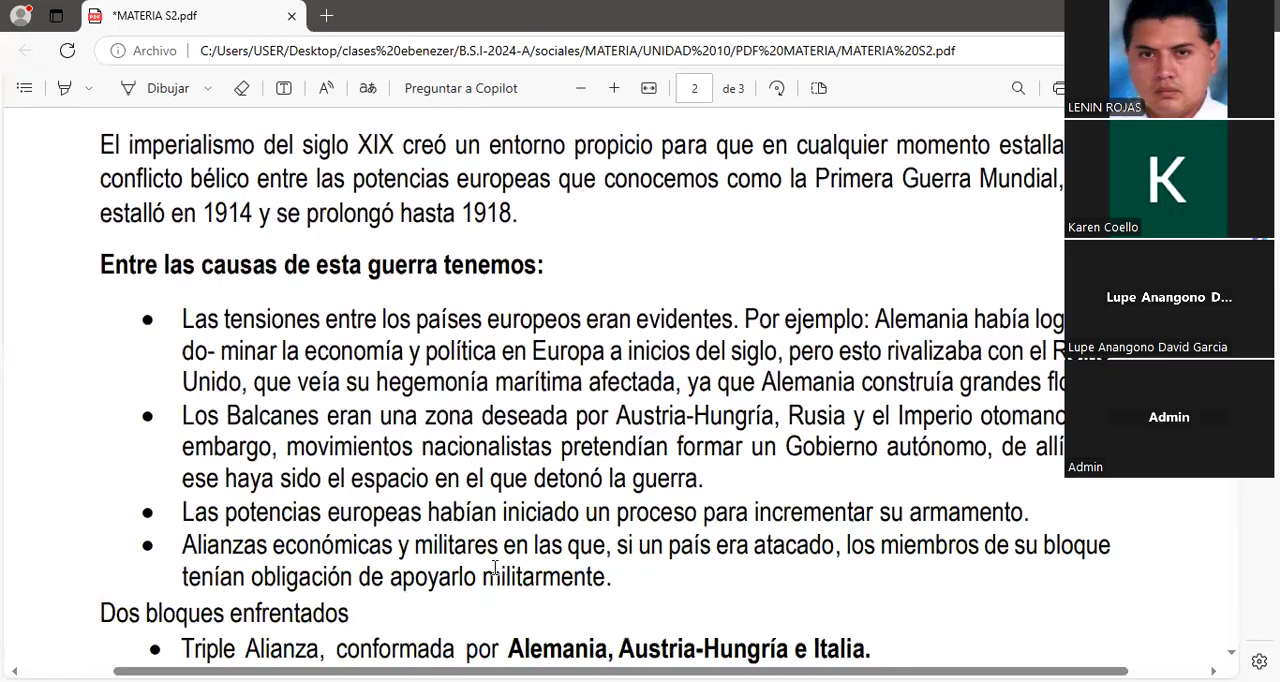 *MATERIA S2.pdf
Archivo C:/Users/USER/Desktop/clases%20ebenezer/B.S.I-2024-A/sociales/MATERIA/UNIDAD%2010/PDF%20MATERIA/MATERIA%20S2.pdf
Dibujar Preguntar a Copilot 2 de 3
El imperialismo del siglo XIX creó un entorno propicio para que en cualquier momento estalla
conflicto bélico entre las potencias europeas que conocemos como la Primera Guerra Mundial,
estalló en 1914 y se prolongó hasta 1918.
Entre las causas de esta guerra tenemos:
Las tensiones entre los países europeos eran evidentes. Por ejemplo: Alemania había log
do- minar la economía y política en Europa a inicios del siglo, pero esto rivalizaba con el
Unido, que veía su hegemonía marítima afectada, ya que Alemania construía grandes flo
Los Balcanes eran una zona deseada por Austria-Hungría, Rusia y el Imperio otomano
embargo, movimientos nacionalistas pretendían formar un Gobierno autónomo, de allí
ese haya sido el espacio en el que detonó la guerra.
Las potencias europeas habían iniciado un proceso para incrementar su armamento.
Alianzas económicas y militares en las que, si un país era atacado, los miembros de su bloque
tenían obligación de apoyarlo militarmente.
Dos bloques enfrentados
Triple Alianza, conformada por Alemania, Austria-Hungría e Italia.
LENIN ROJAS
K
Karen Coello
Lupe Anangono D...
Lupe Anangono David Garcia
Admin
Admin